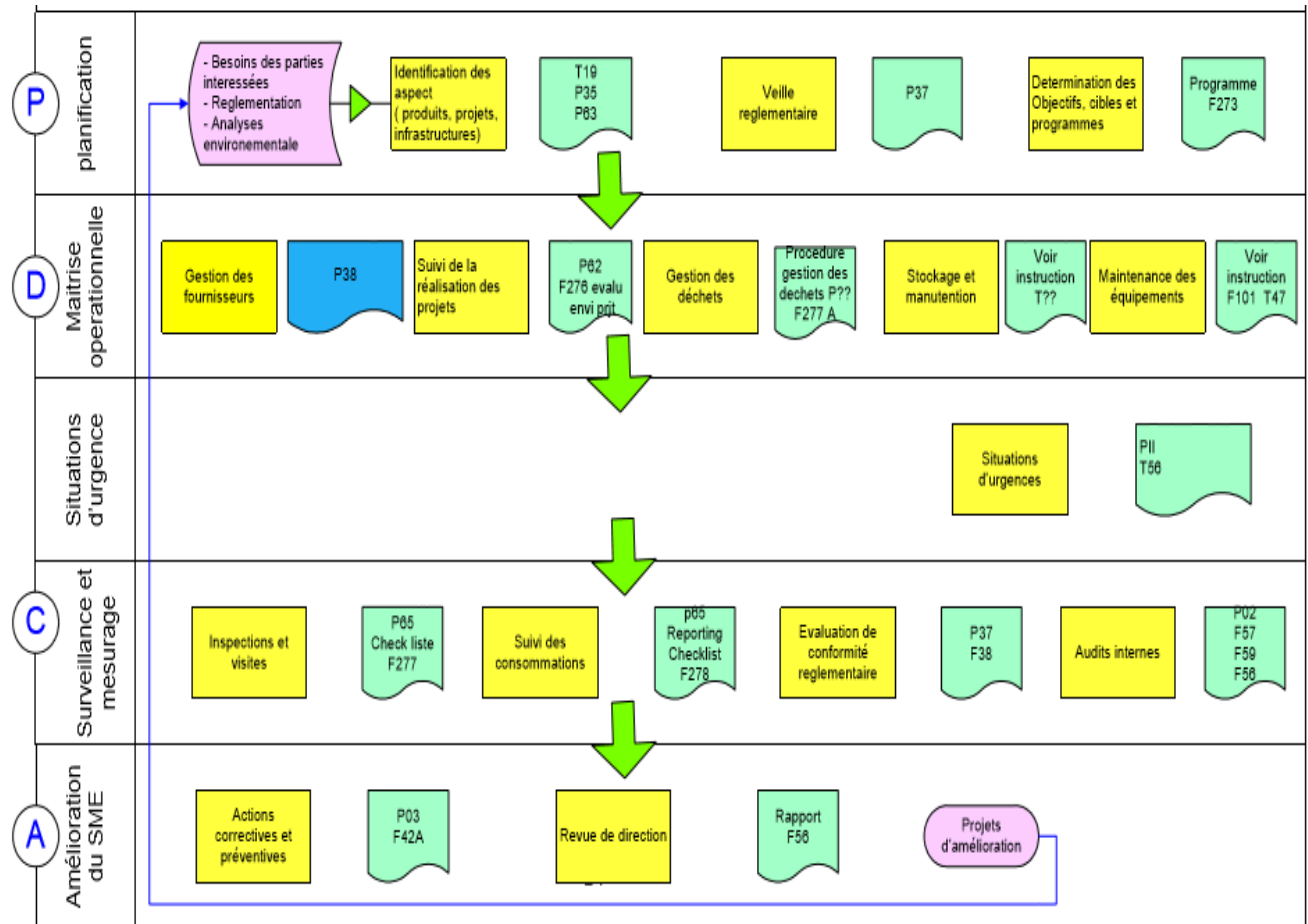 P
planification
- Besoins des parties
interessées
- Reglementation
- Analyses
environementale
Identification des
aspect
( produits, projets,
infrastructures)
T19
P35
P63
Veille
reglementaire
P37
Determination des
Objectifs, cibles et
programmes
Programme
F273
D
Maitrise
operationnelle
Gestion des
fournisseurs
P38
Suivi de la
réalisation des
projets
P62
F276 evalu
envi prjt
Gestion des
déchets
Procedure
gestion des
dechets P??
F277 A
Stockage et
manutention
Voir
instruction
T??
Maintenance des
équipements
Voir
instruction
F101 T47
Situations
d'urgence
Situations
d'urgences
PII
T56
C
Surveillance et
mesurage
Inspections et
visites
P65
Check liste
F277
Suivi des
consommations
p65
Reporting
Checklist
F278
Evaluation de
conformité
reglementaire
P37
F38
Audits internes
P02
F57
F59
F56
A
Amélioration
du SME
Actions
correctives et
préventives
P03
F42A
Revue de direction
Rapport
F56
Projets
d'amélioration